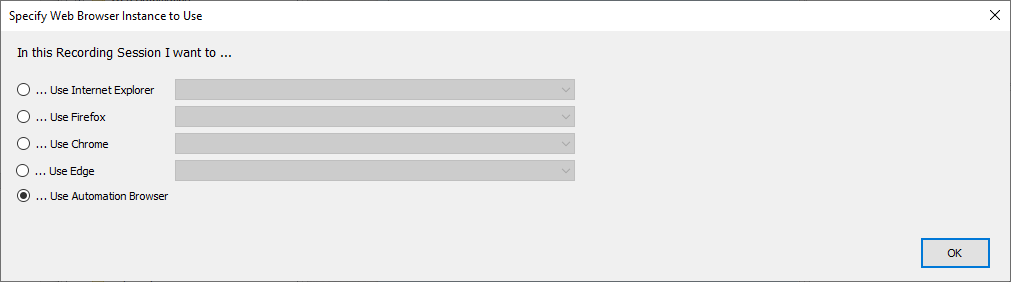 Specify Web Browser Instance to Use
In this Recording Session I want to ...
... Use Internet Explorer
... Use Firefox
... Use Chrome
... Use Edge
... Use Automation Browser
OK